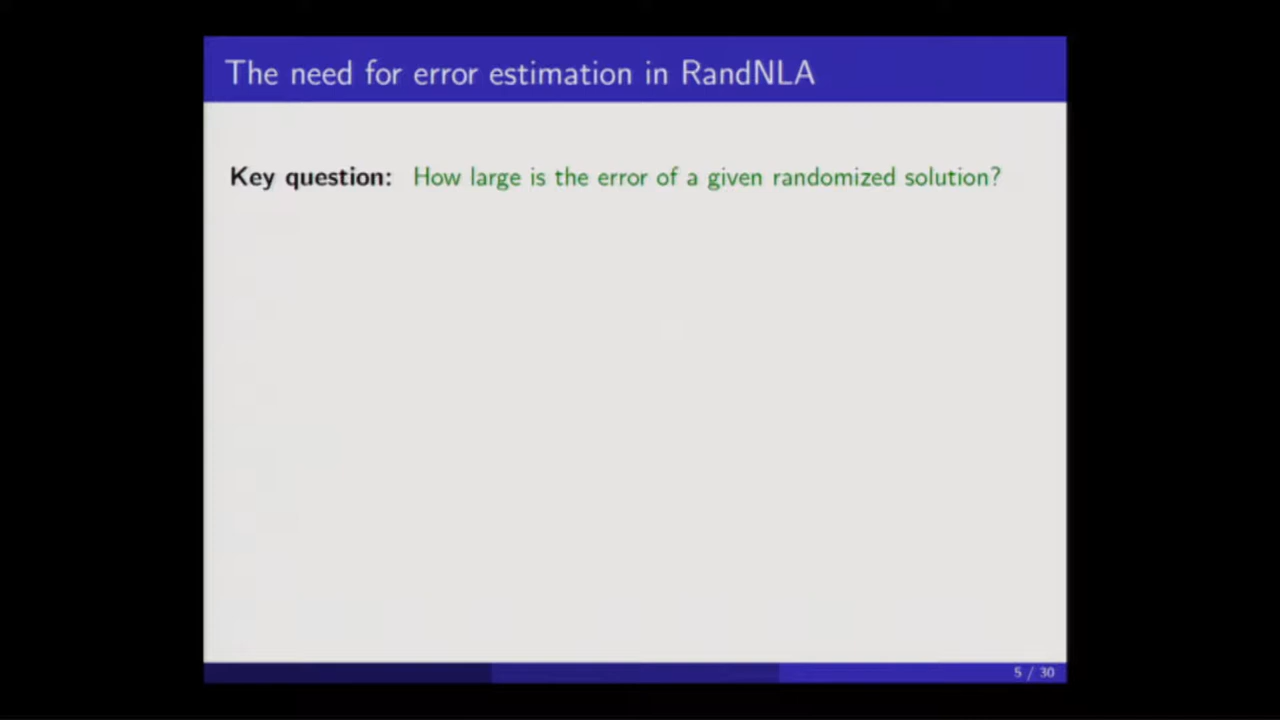 The need for error estimation in RandNLA
Key question: How large is the error of a given randomized solution?
5 / 30